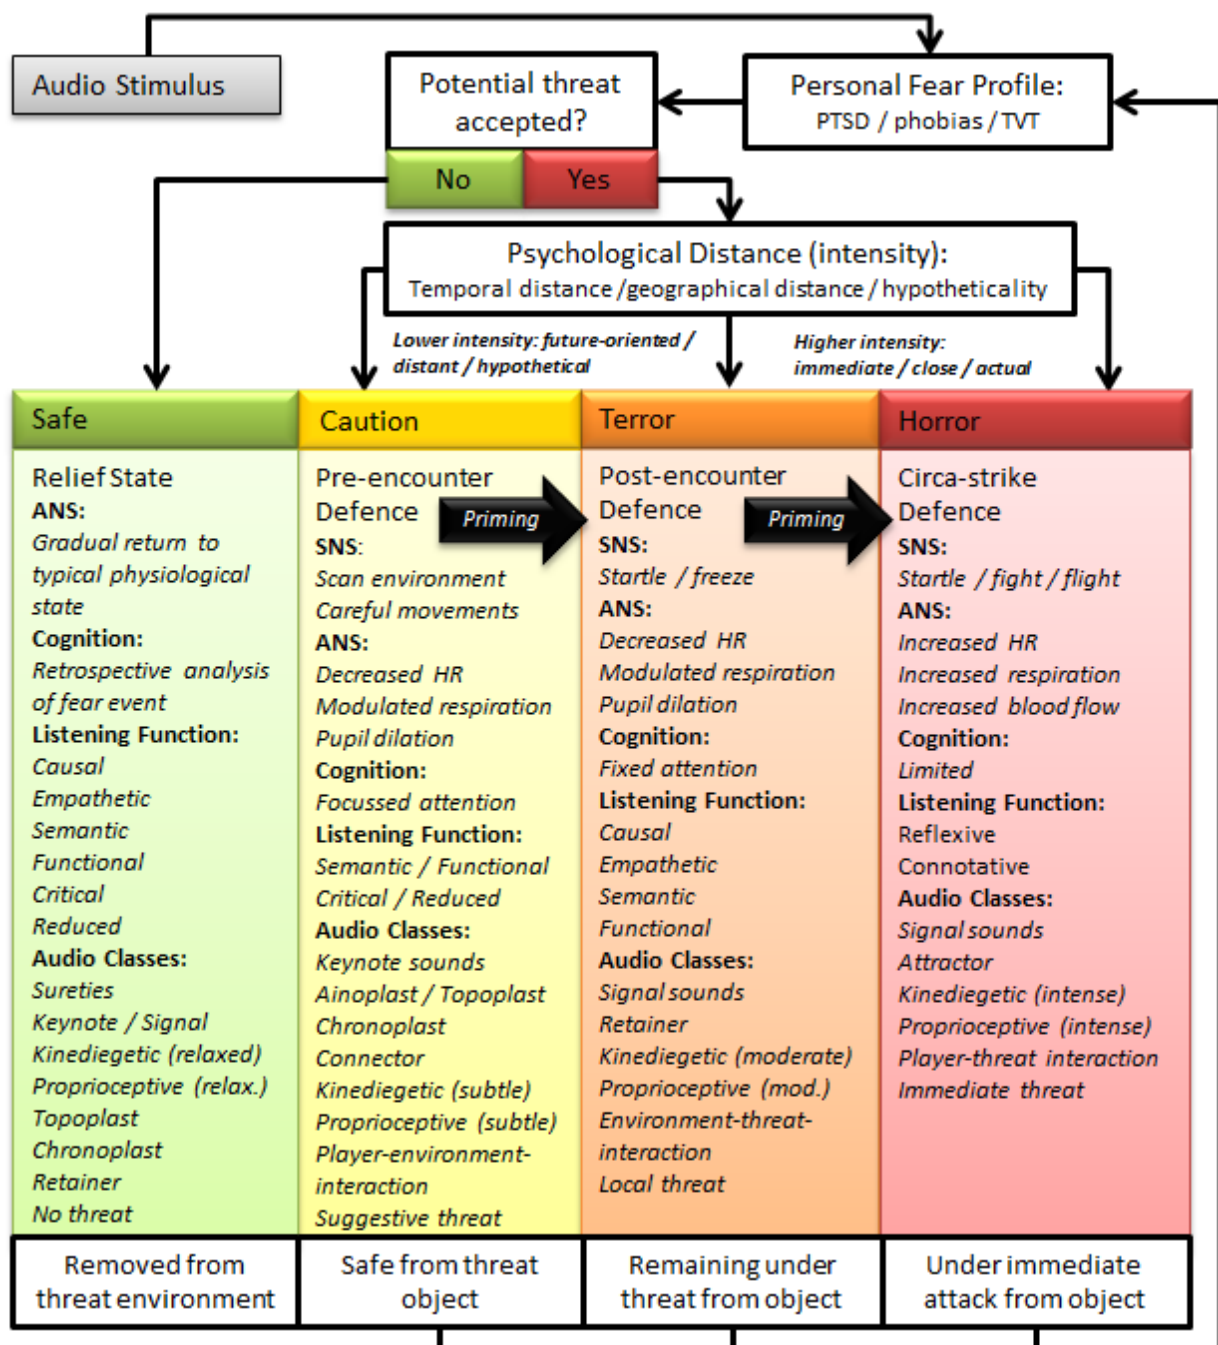 Audio Stimulus
Potential threat
accepted?
No
Yes
Personal Fear Profile:
PTSD / phobias / TVT
Psychological Distance (intensity):
Temporal distance /geographical distance / hypotheticality
Lower intensity: future-oriented /
distant / hypothetical
Higher intensity:
immediate / close / actual
Safe
Relief State
ANS:
Gradual return to
typical physiological
state
Cognition:
Retrospective analysis
of fear event
Listening Function:
Causal
Empathetic
Semantic
Functional
Critical
Reduced
Audio Classes:
Sureties
Keynote / Signal
Kinediegetic (relaxed)
Proprioceptive (relax.)
Topoplast
Chronoplast
Retainer
No threat
Removed from
threat environment
Caution
Pre-encounter
Defence
Priming
SNS:
Scan environment
Careful movements
ANS:
Decreased HR
Modulated respiration
Pupil dilation
Cognition:
Focussed attention
Listening Function:
Semantic / Functional
Critical / Reduced
Audio Classes:
Keynote sounds
Ainoplast / Topoplast
Chronoplast
Connector
Kinediegetic (subtle)
Proprioceptive (subtle)
Player-environment-
interaction
Suggestive threat
Safe from threat
object
Terror
Post-encounter
Defence
Priming
SNS:
Startle / freeze
ANS:
Decreased HR
Modulated respiration
Pupil dilation
Cognition:
Fixed attention
Listening Function:
Causal
Empathetic
Semantic
Functional
Audio Classes:
Signal sounds
Retainer
Kinediegetic (moderate)
Proprioceptive (mod.)
Environment-threat-
interaction
Local threat
Remaining under
threat from object
Horror
Circa-strike
Defence
SNS:
Startle / fight / flight
ANS:
Increased HR
Increased respiration
Increased blood flow
Cognition:
Limited
Listening Function:
Reflexive
Connotative
Audio Classes:
Signal sounds
Attractor
Kinediegetic (intense)
Proprioceptive (intense)
Player-threat interaction
Immediate threat
Under immediate
attack from object